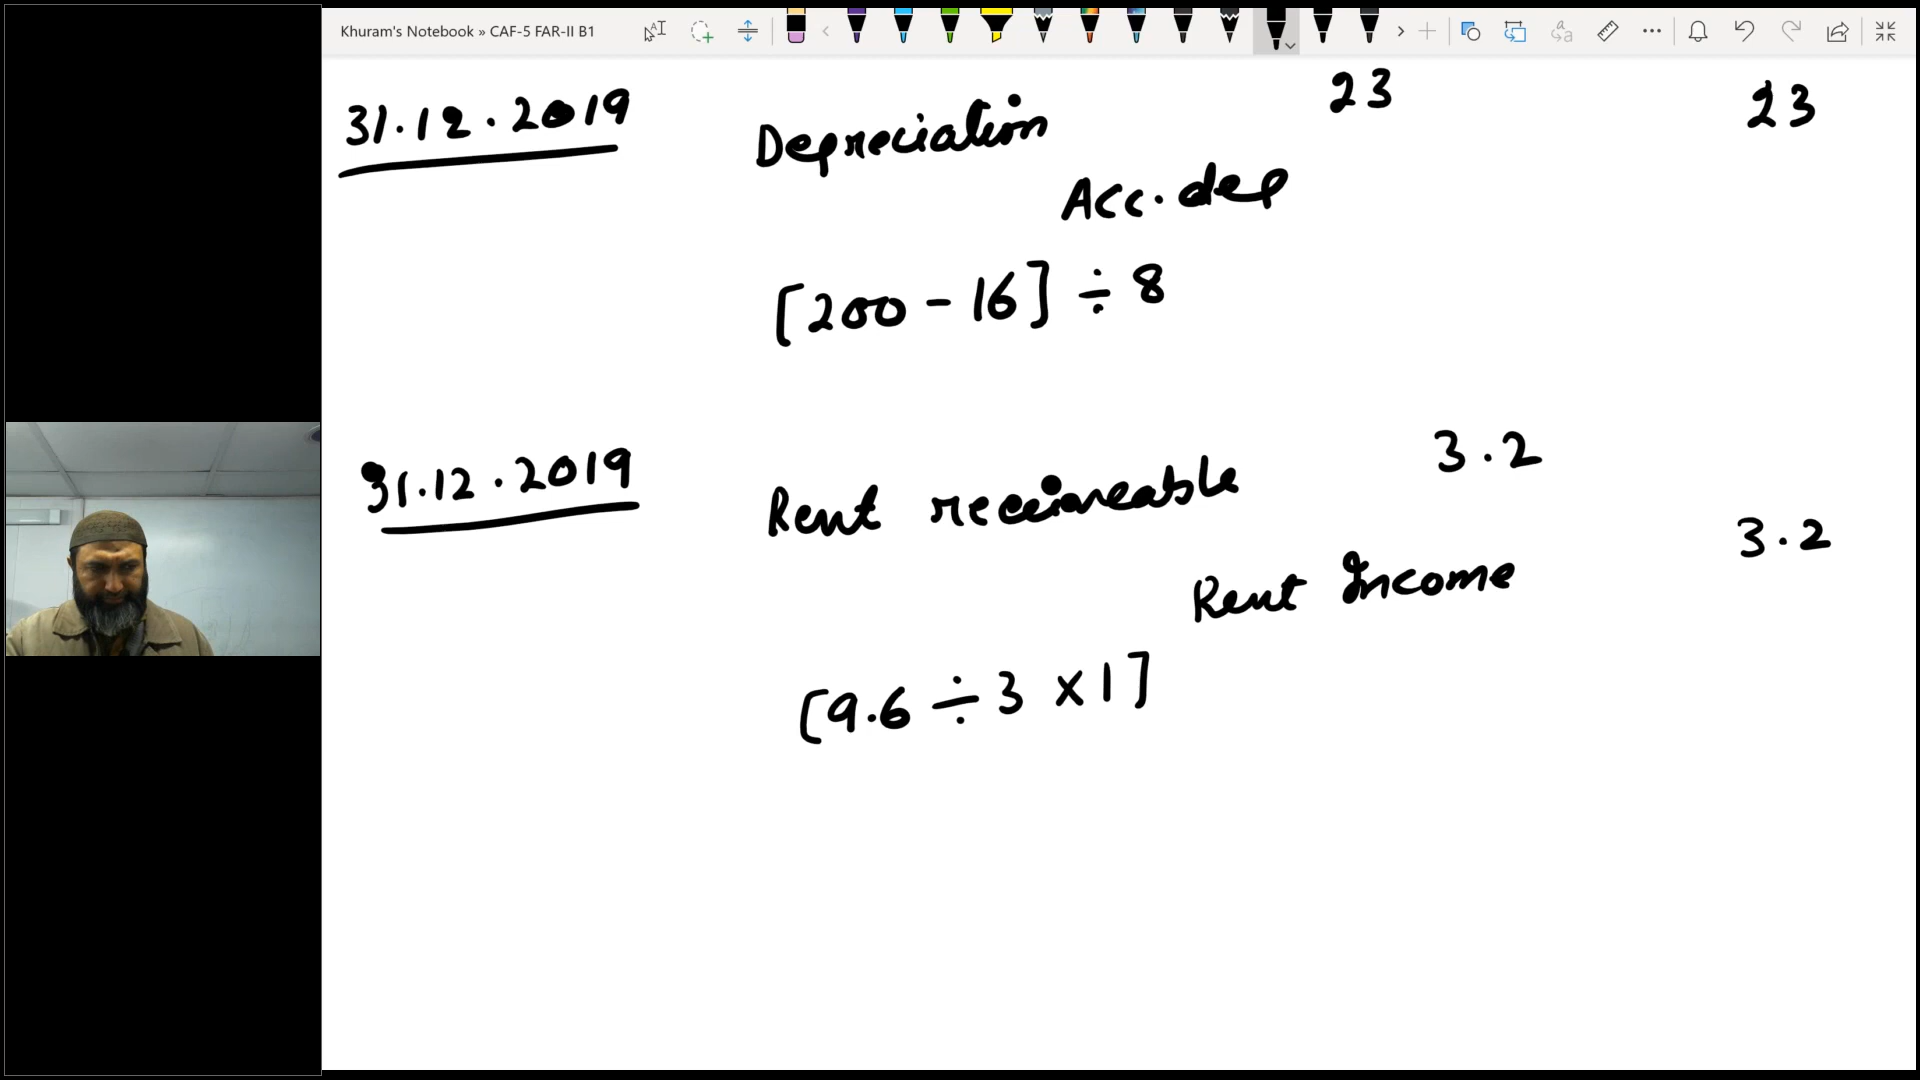 Khuram's Notebook » CAF-5 FAR-II B1
31.12.2019 Depreciation 23 23
Acc.dep
[200 - 16] ÷ 8
31.12.2019 Rent receiveable 3.2
Rent Income 3.2
[9.6 ÷ 3 × 1]